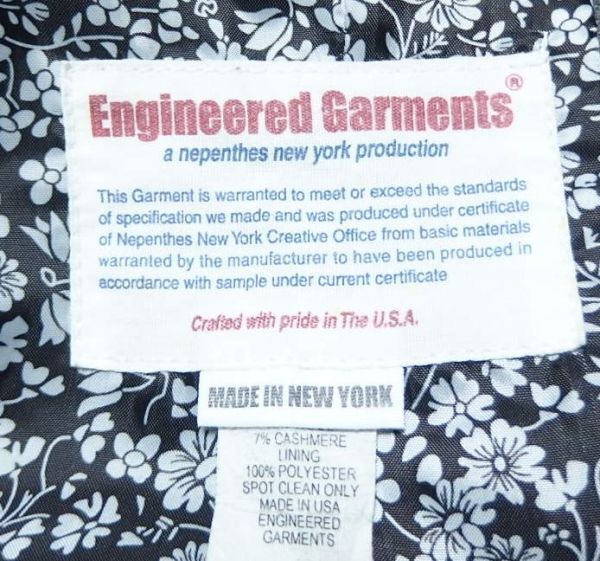 Engineered Garments®
a nepenthes new york production
This Garment is warranted to meet or exceed the standards
of specification we made and was produced under certificate
of Nepenthes New York Creative Office from basic materials
warranted by the manufacturer to have been produced in
accordance with sample under current certificate
Crafted with pride in The U.S.A.
MADE IN NEW YORK
7% CASHMERE
LINING
100% POLYESTER
SPOT CLEAN ONLY
MADE IN USA
ENGINEERED
GARMENTS